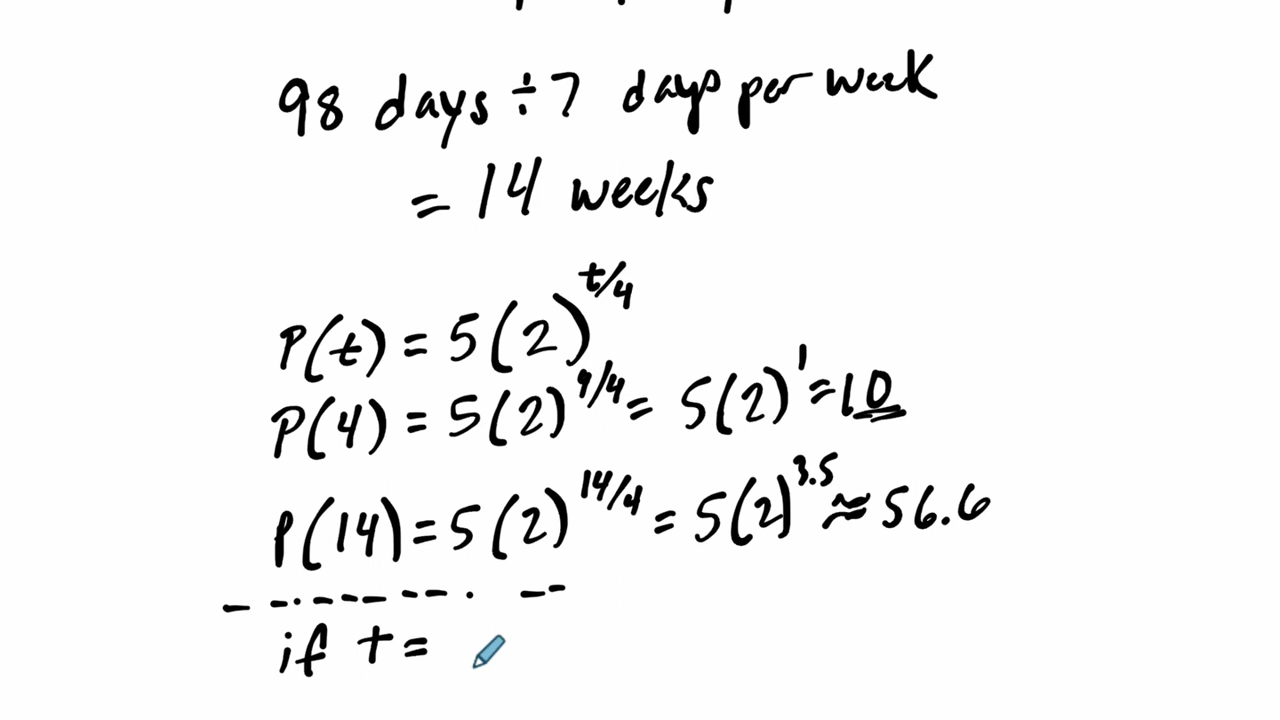 98 days ÷ 7 days per week
= 14 weeks
P(t) = 5(2)^{t/4}
P(4) = 5(2)^{4/4} = 5(2)^1 = 10
P(14) = 5(2)^{14/4} = 5(2)^{3.5} ≈ 56.6
if t =